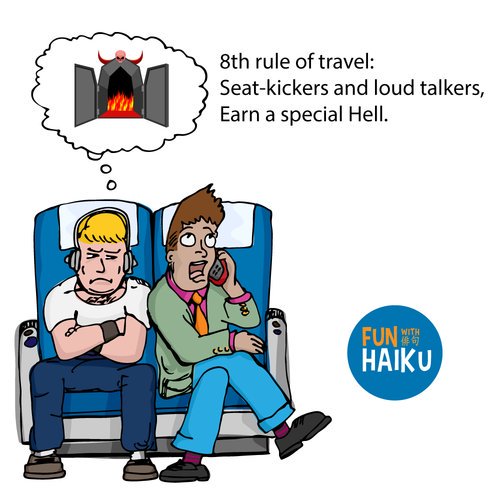 8th rule of travel:
Seat-kickers and loud talkers,
Earn a special Hell.
FUN WITH 俳句
HAIKU